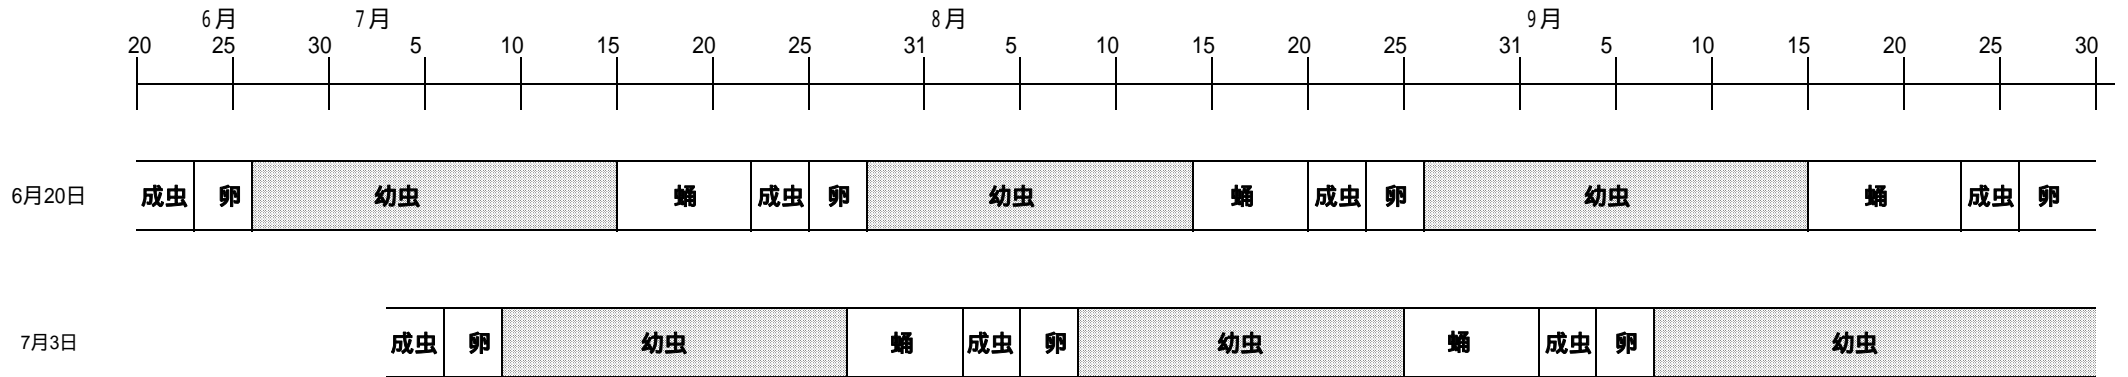 6月 7月 8月 9月
20 25 30 5 10 15 20 25 31 5 10 15 20 25 31 5 10 15 20 25 30
6月20日 成虫 卵 幼虫 蛹 成虫 卵 幼虫 蛹 成虫 卵 幼虫 蛹 成虫 卵
7月3日 成虫 卵 幼虫 蛹 成虫 卵 幼虫 蛹 成虫 卵 幼虫